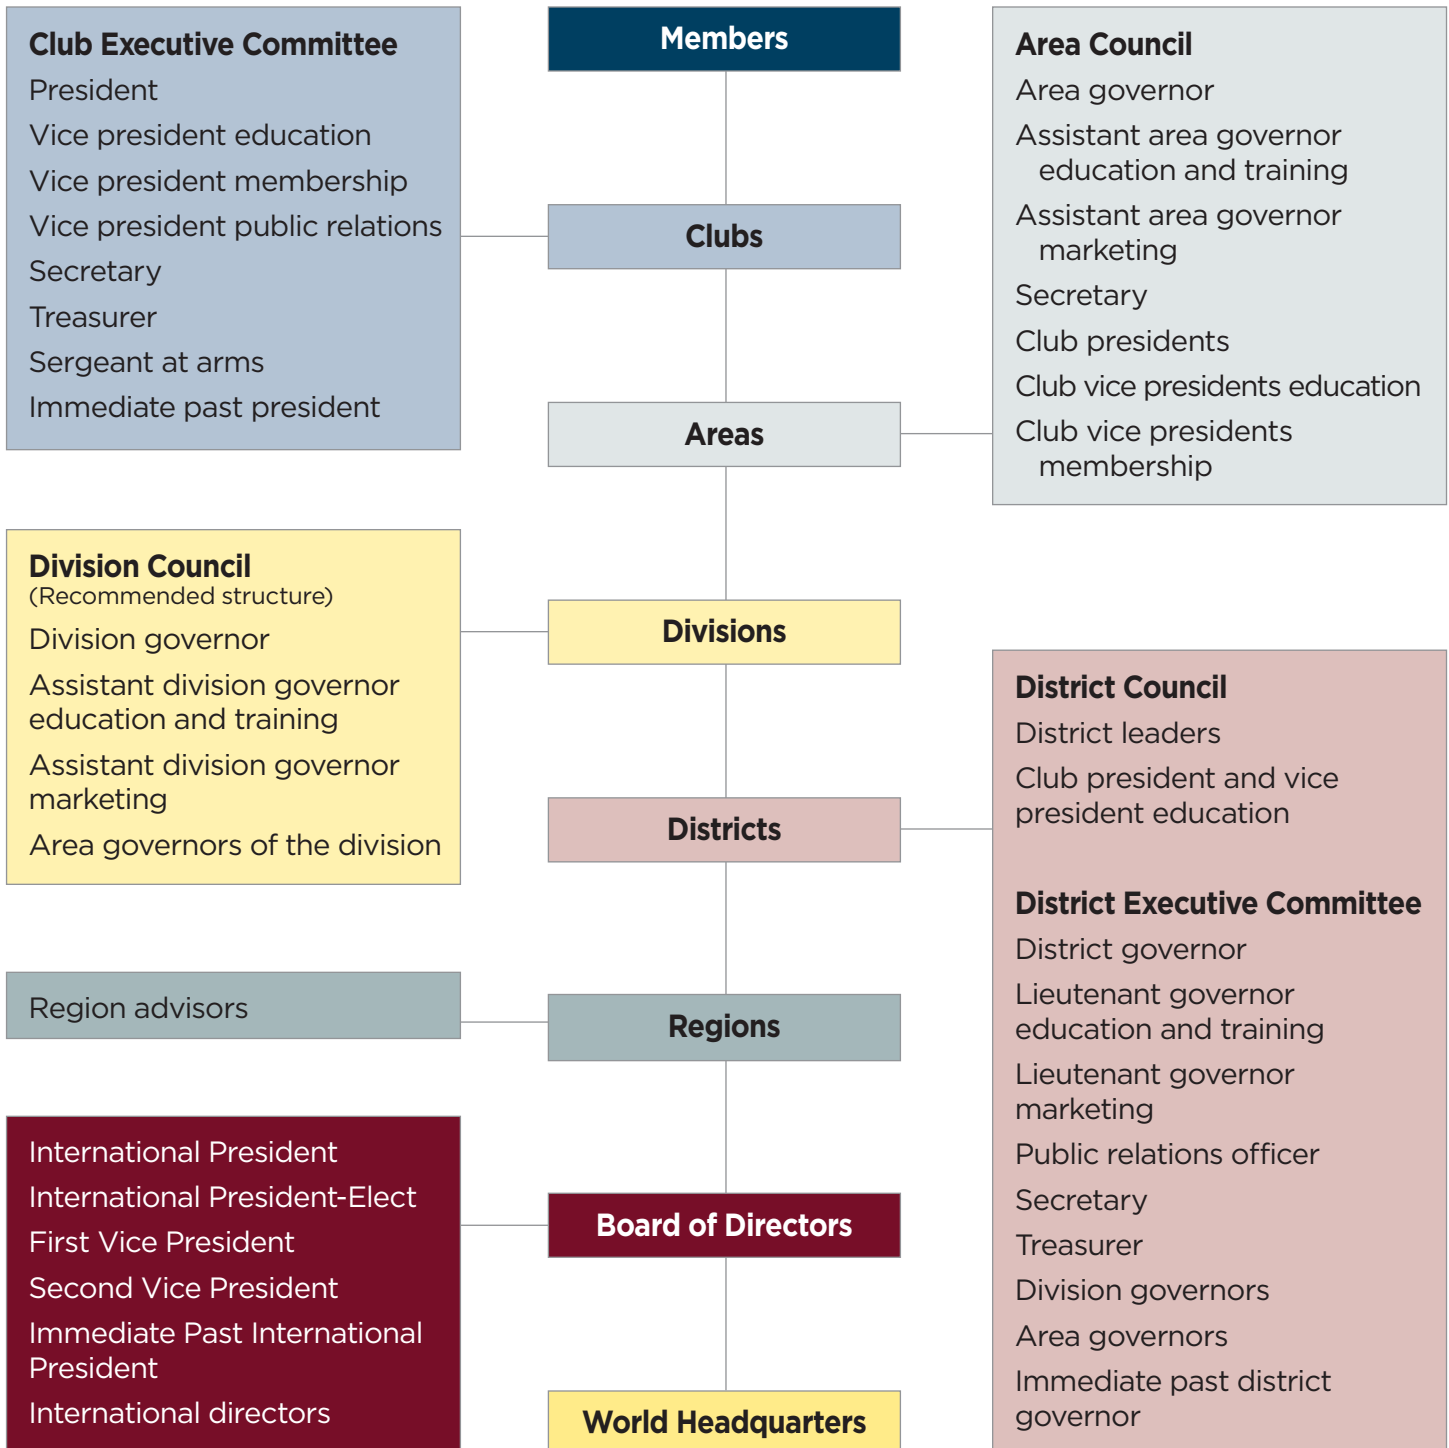 Members
Club Executive Committee
President
Vice president education
Vice president membership
Vice president public relations
Secretary
Treasurer
Sergeant at arms
Immediate past president
Area Council
Area governor
Assistant area governor
education and training
Assistant area governor
marketing
Secretary
Club presidents
Club vice presidents education
Club vice presidents
membership
Clubs
Areas
Division Council
(Recommended structure)
Division governor
Assistant division governor
education and training
Assistant division governor
marketing
Area governors of the division
Divisions
District Council
District leaders
Club president and vice
president education
District Executive Committee
District governor
Lieutenant governor
education and training
Lieutenant governor
marketing
Public relations officer
Secretary
Treasurer
Division governors
Area governors
Immediate past district
governor
Districts
Region advisors
Regions
International President
International President-Elect
First Vice President
Second Vice President
Immediate Past International
President
International directors
Board of Directors
World Headquarters